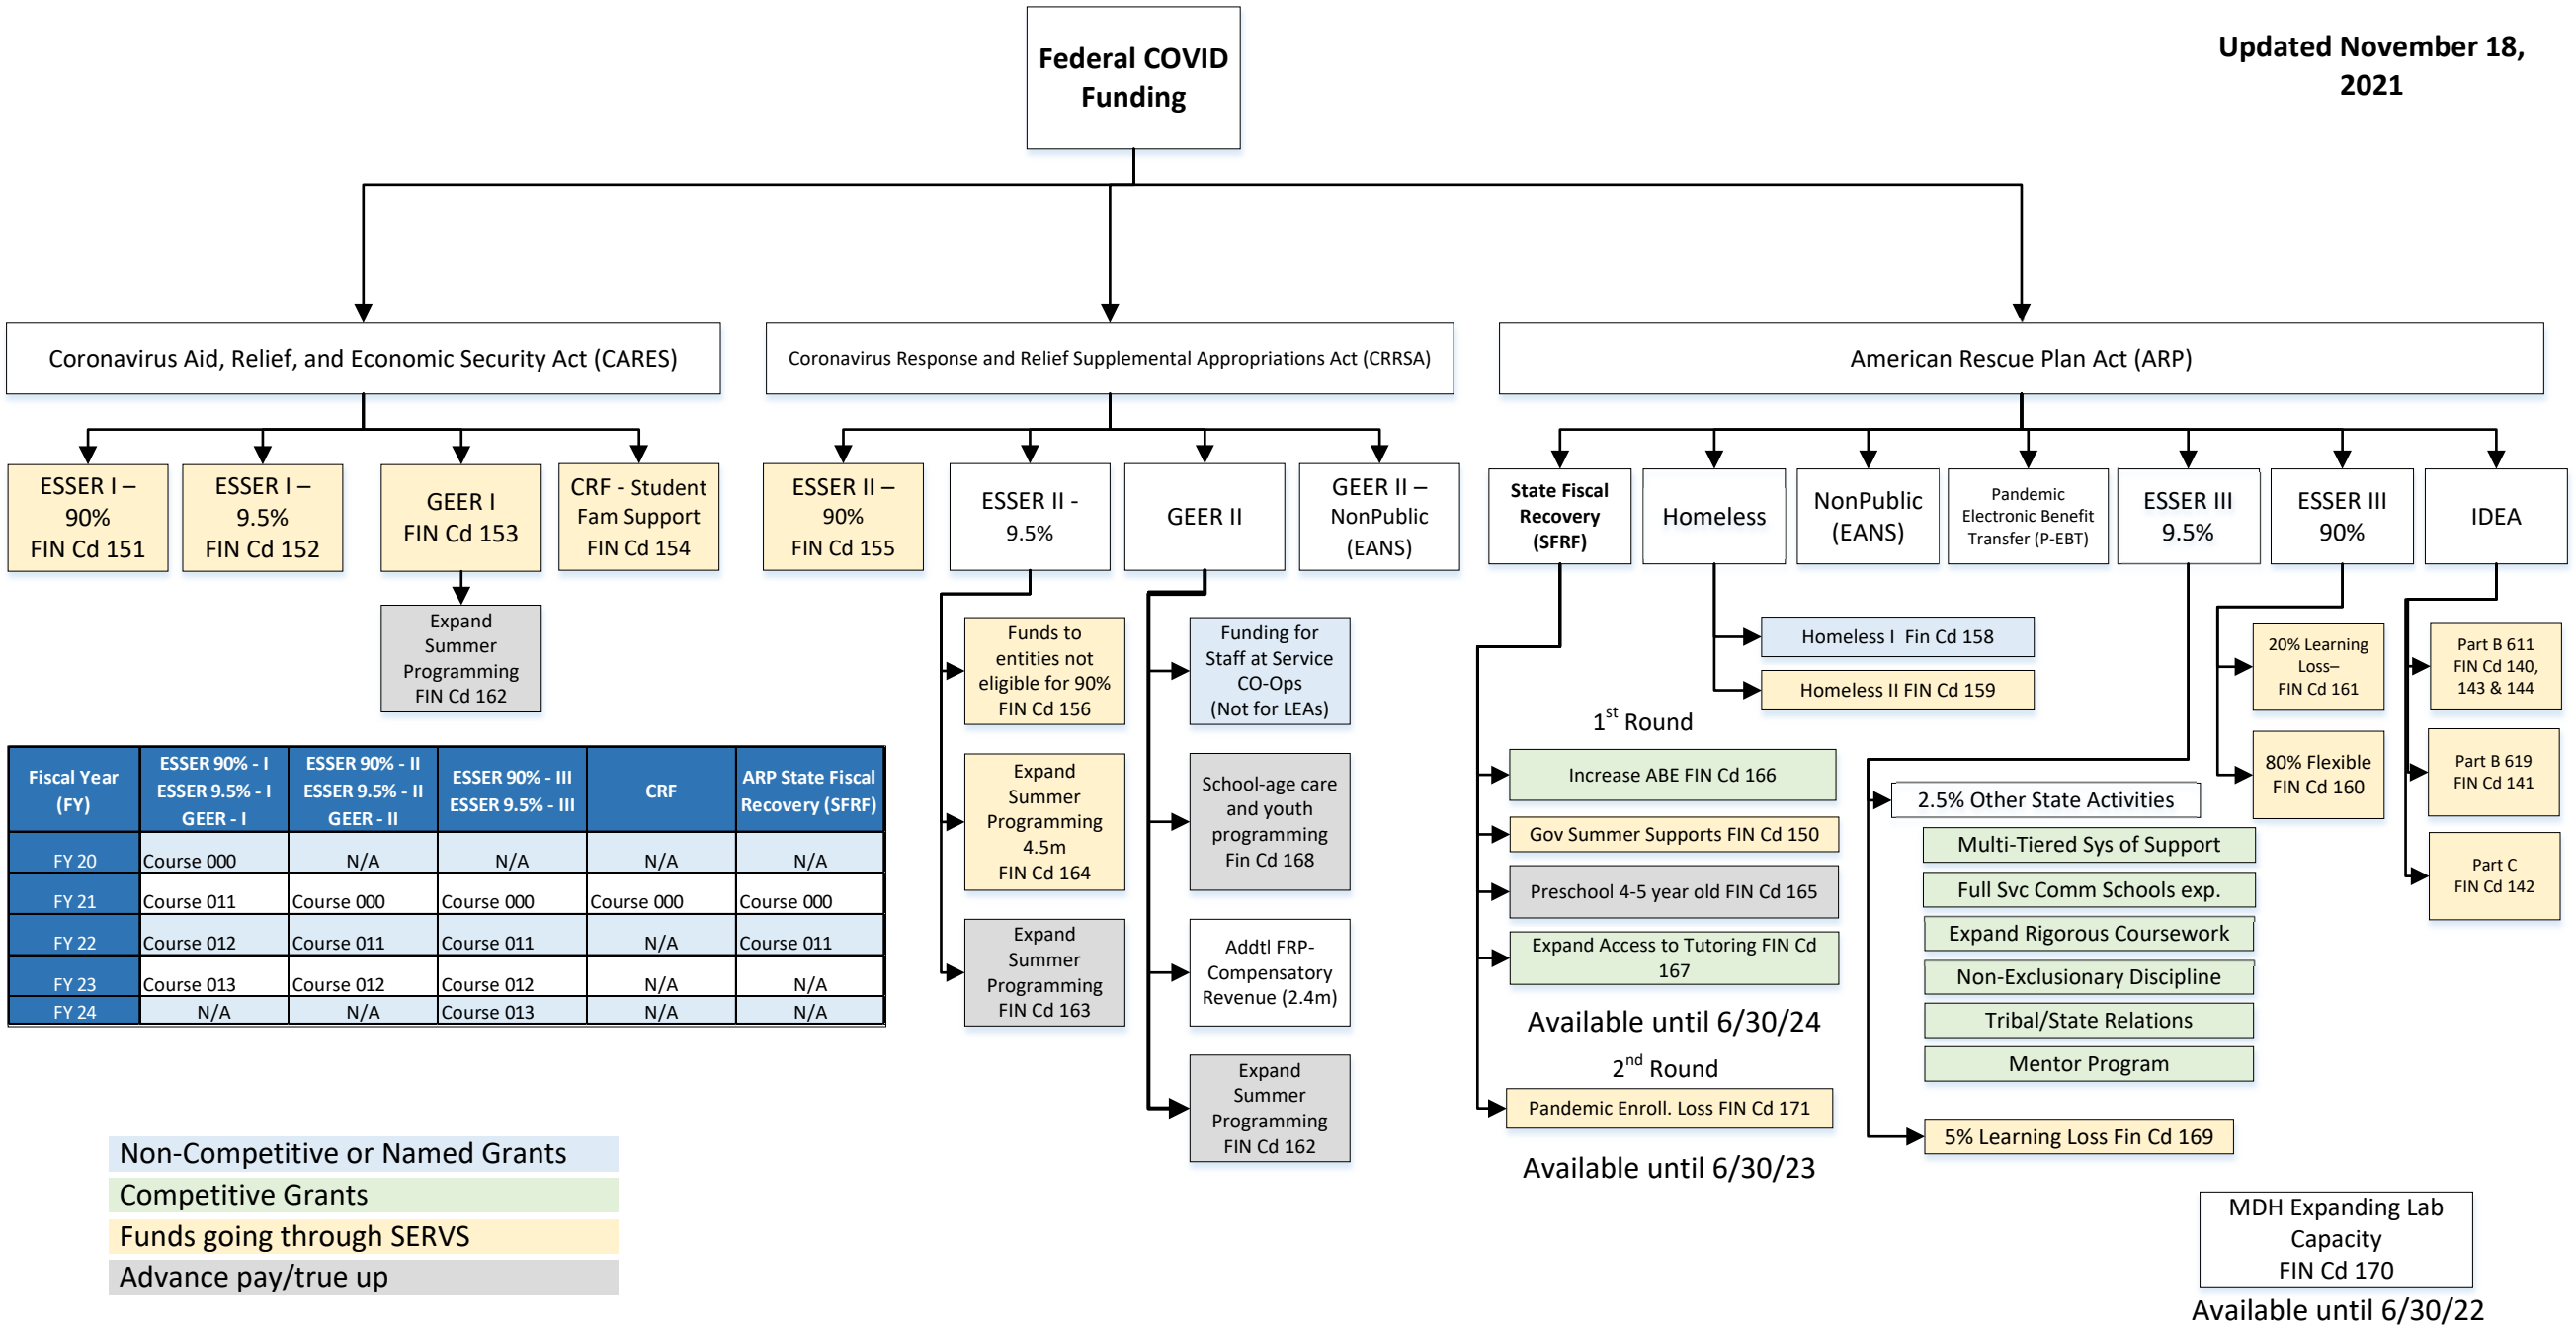 Federal COVID
Funding
Updated November 18,
2021
Coronavirus Aid, Relief, and Economic Security Act (CARES)
Coronavirus Response and Relief Supplemental Appropriations Act (CRRSA)
American Rescue Plan Act (ARP)
ESSER I –
90%
FIN Cd 151
ESSER I –
9.5%
FIN Cd 152
GEER I
FIN Cd 153
CRF - Student
Fam Support
FIN Cd 154
Expand
Summer
Programming
FIN Cd 162
ESSER II –
90%
FIN Cd 155
ESSER II -
9.5%
GEER II
GEER II –
NonPublic
(EANS)
Funds to
entities not
eligible for 90%
FIN Cd 156
Expand
Summer
Programming
4.5m
FIN Cd 164
Expand
Summer
Programming
FIN Cd 163
Funding for
Staff at Service
CO-Ops
(Not for LEAs)
School-age care
and youth
programming
Fin Cd 168
Addtl FRP-
Compensatory
Revenue (2.4m)
Expand
Summer
Programming
FIN Cd 162
State Fiscal
Recovery
(SFRF)
Homeless
NonPublic
(EANS)
Pandemic
Electronic Benefit
Transfer (P-EBT)
ESSER III
9.5%
ESSER III
90%
IDEA
Homeless I  Fin Cd 158
Homeless II FIN Cd 159
1st Round
Increase ABE FIN Cd 166
Gov Summer Supports FIN Cd 150
Preschool 4-5 year old FIN Cd 165
Expand Access to Tutoring FIN Cd
167
Available until 6/30/24
2nd Round
Pandemic Enroll. Loss FIN Cd 171
Available until 6/30/23
2.5% Other State Activities
Multi-Tiered Sys of Support
Full Svc Comm Schools exp.
Expand Rigorous Coursework
Non-Exclusionary Discipline
Tribal/State Relations
Mentor Program
5% Learning Loss Fin Cd 169
20% Learning
Loss–
FIN Cd 161
80% Flexible
FIN Cd 160
Part B 611
FIN Cd 140,
143 & 144
Part B 619
FIN Cd 141
Part C
FIN Cd 142
Fiscal Year
(FY)
ESSER 90% - I
ESSER 9.5% - I
GEER - I
ESSER 90% - II
ESSER 9.5% - II
GEER - II
ESSER 90% - III
ESSER 9.5% - III
CRF
ARP State Fiscal
Recovery (SFRF)
FY 20 Course 000 N/A N/A N/A N/A
FY 21 Course 011 Course 000 Course 000 Course 000 Course 000
FY 22 Course 012 Course 011 Course 011 N/A Course 011
FY 23 Course 013 Course 012 Course 012 N/A N/A
FY 24 N/A N/A Course 013 N/A N/A
Non-Competitive or Named Grants
Competitive Grants
Funds going through SERVS
Advance pay/true up
MDH Expanding Lab
Capacity
FIN Cd 170
Available until 6/30/22